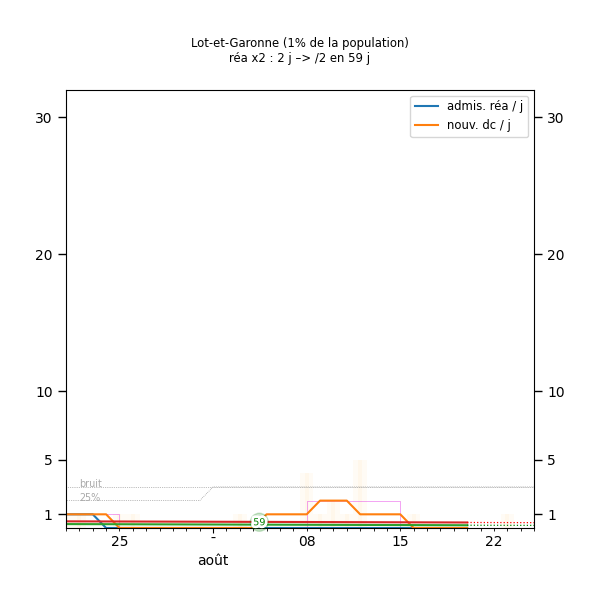 Lot-et-Garonne (1% de la population)
réa x2 : 2 j –> /2 en 59 j
admis. réa / j
nouv. dc / j
30
30
20
20
10
10
5
5
bruit
25%
1
1
59
25
-
08
15
22
août